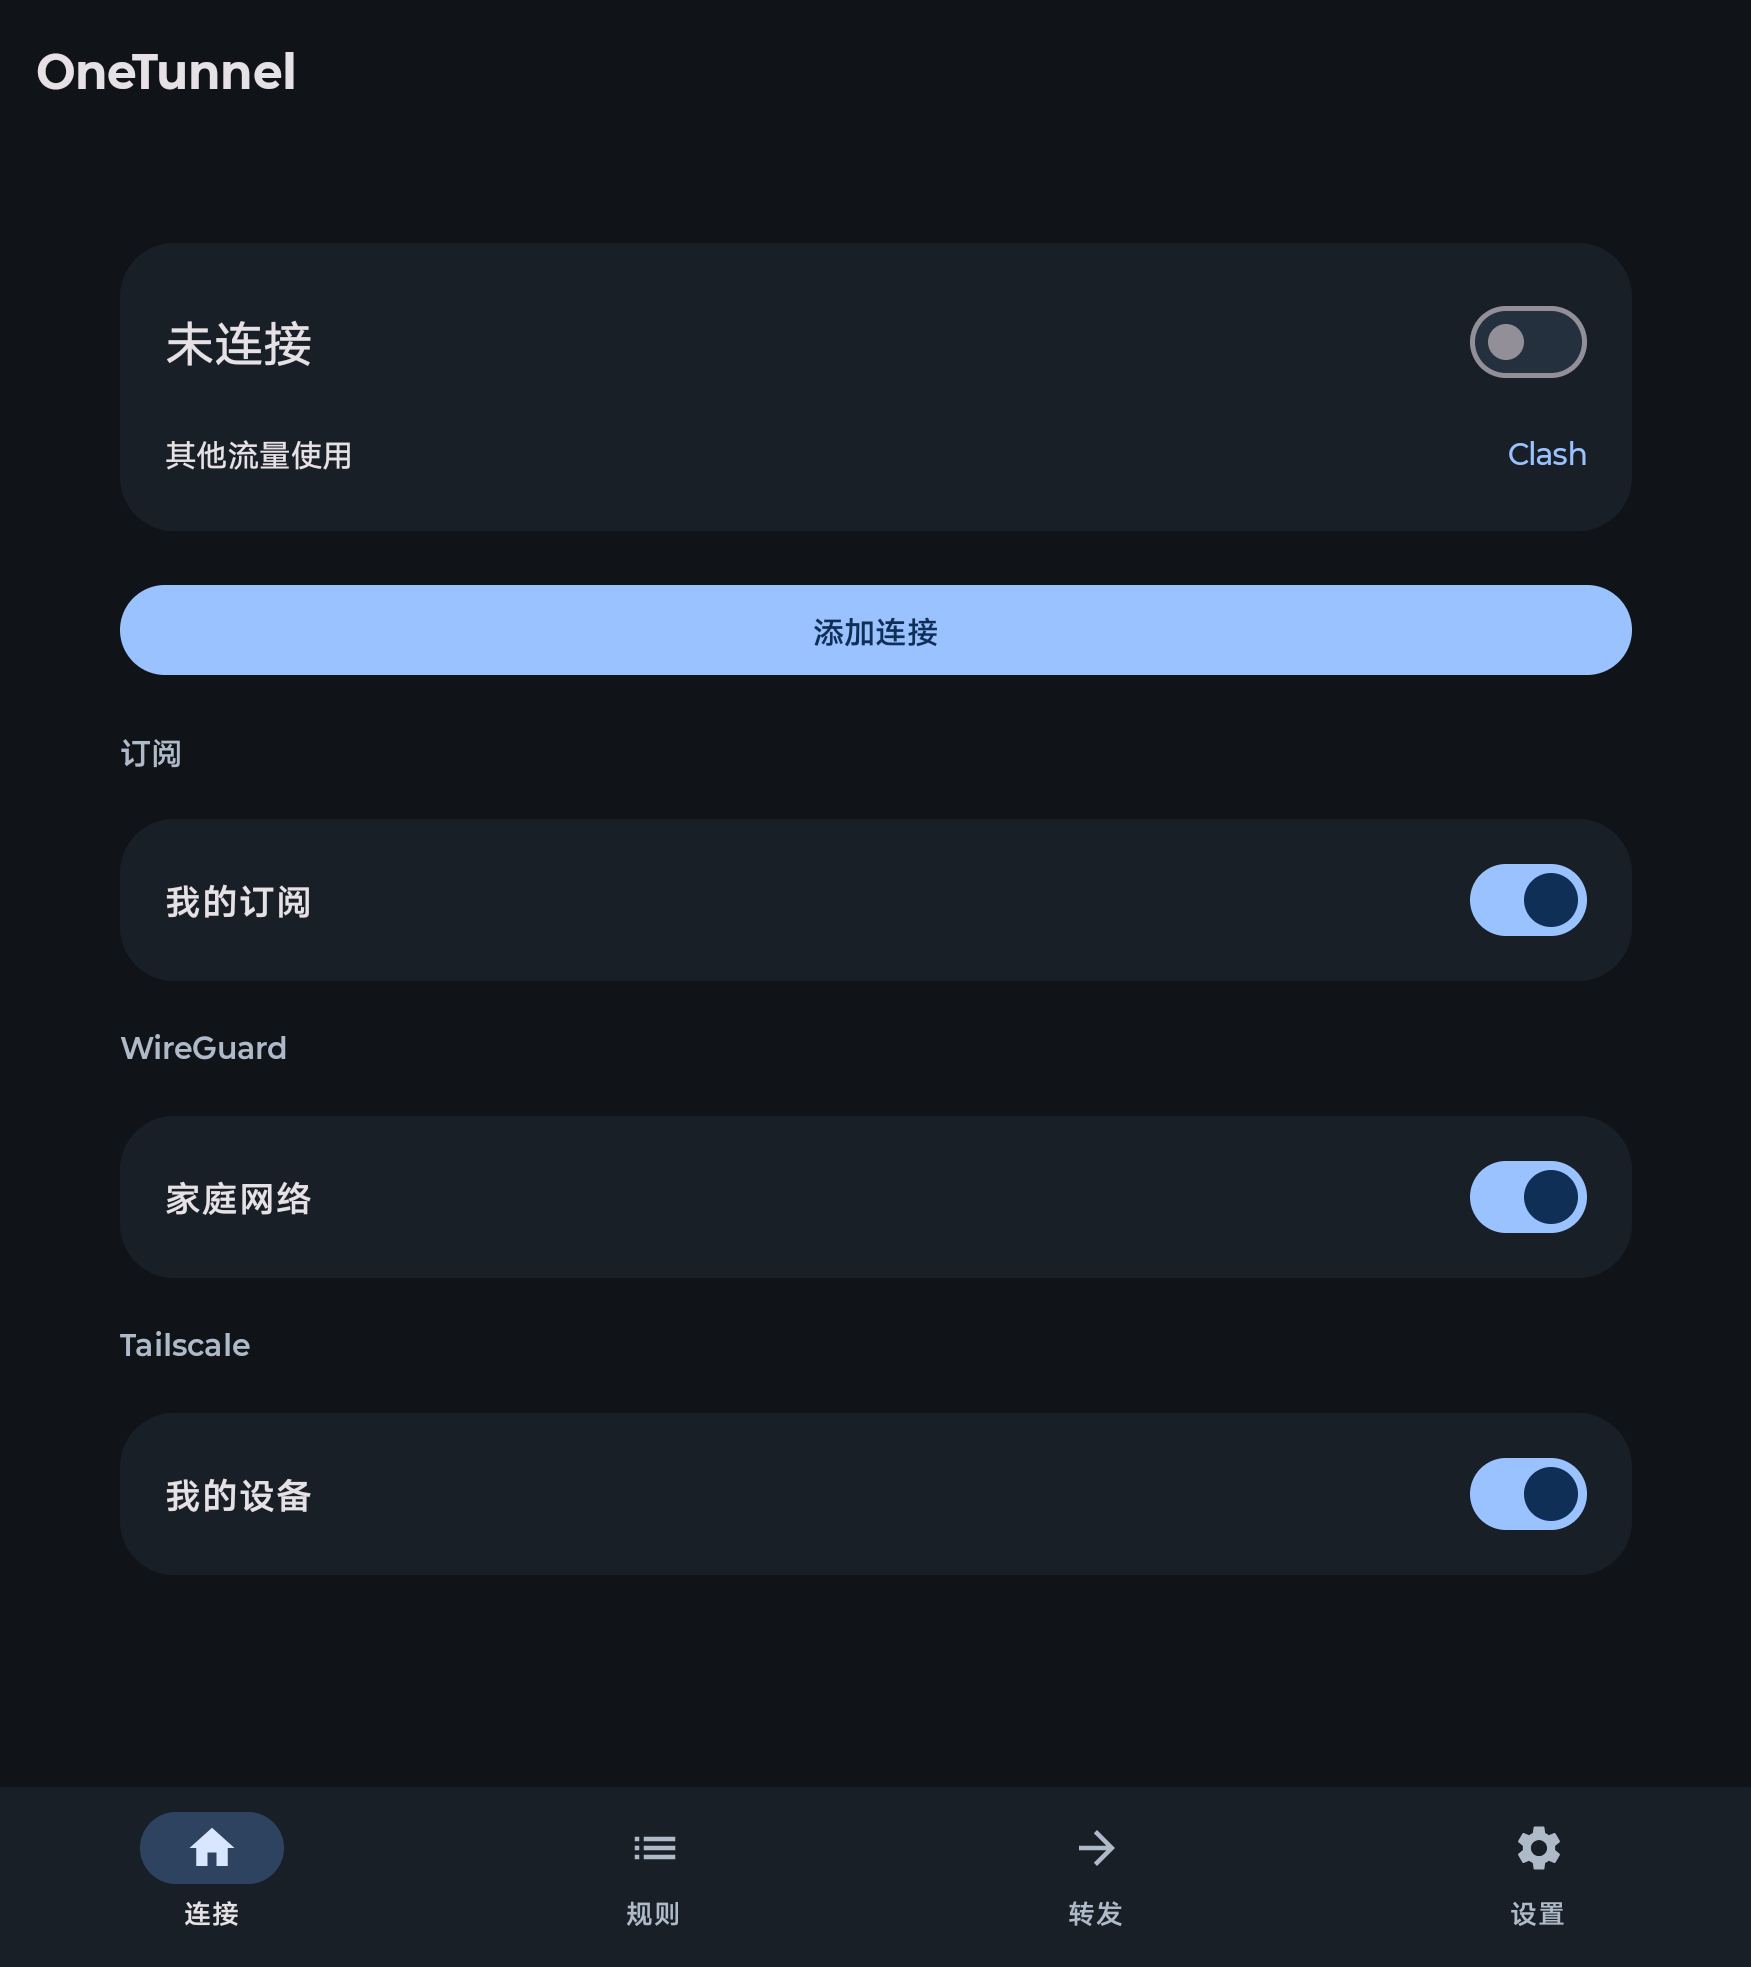 OneTunnel
未连接
其他流量使用
Clash
添加连接
订阅
我的订阅
WireGuard
家庭网络
Tailscale
我的设备
连接
规则
转发
设置